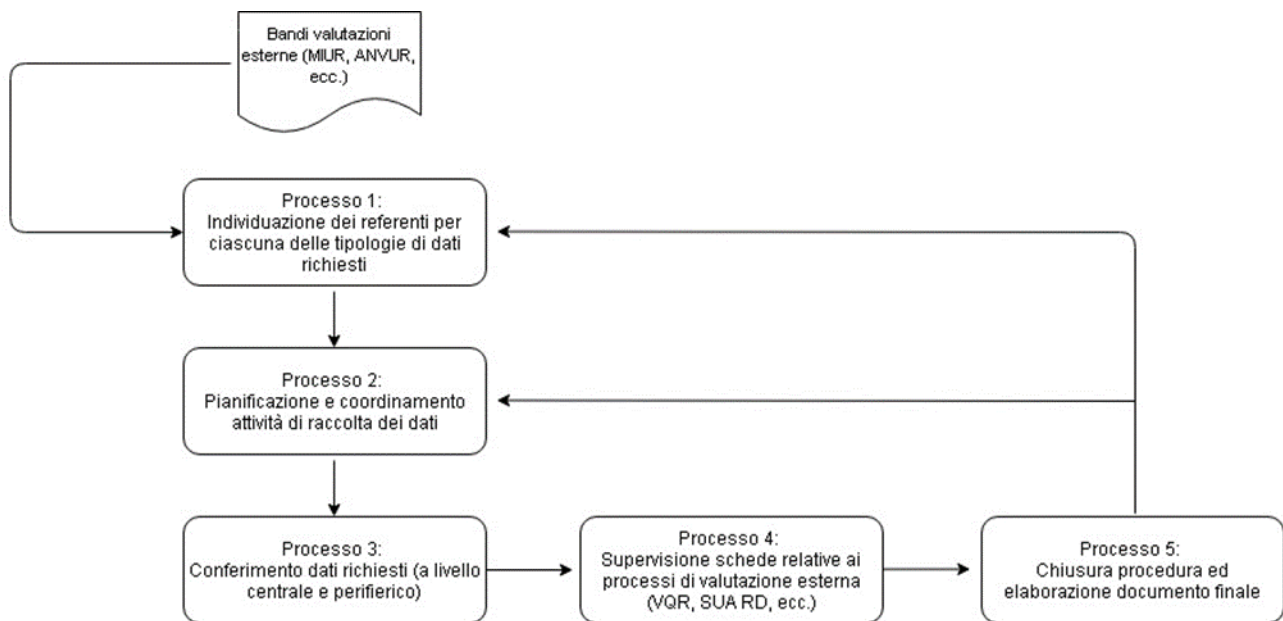 Bandi valutazioni
esterne (MIUR, ANVUR,
ecc.)
Processo 1:
Individuazione dei referenti per
ciascuna delle tipologie di dati
richiesti
Processo 2:
Pianificazione e coordinamento
attività di raccolta dei dati
Processo 3:
Conferimento dati richiesti (a livello
centrale e perifierico)
Processo 4:
Supervisione schede relative ai
processi di valutazione esterna
(VQR, SUA RD, ecc.)
Processo 5:
Chiusura procedura ed
elaborazione documento finale